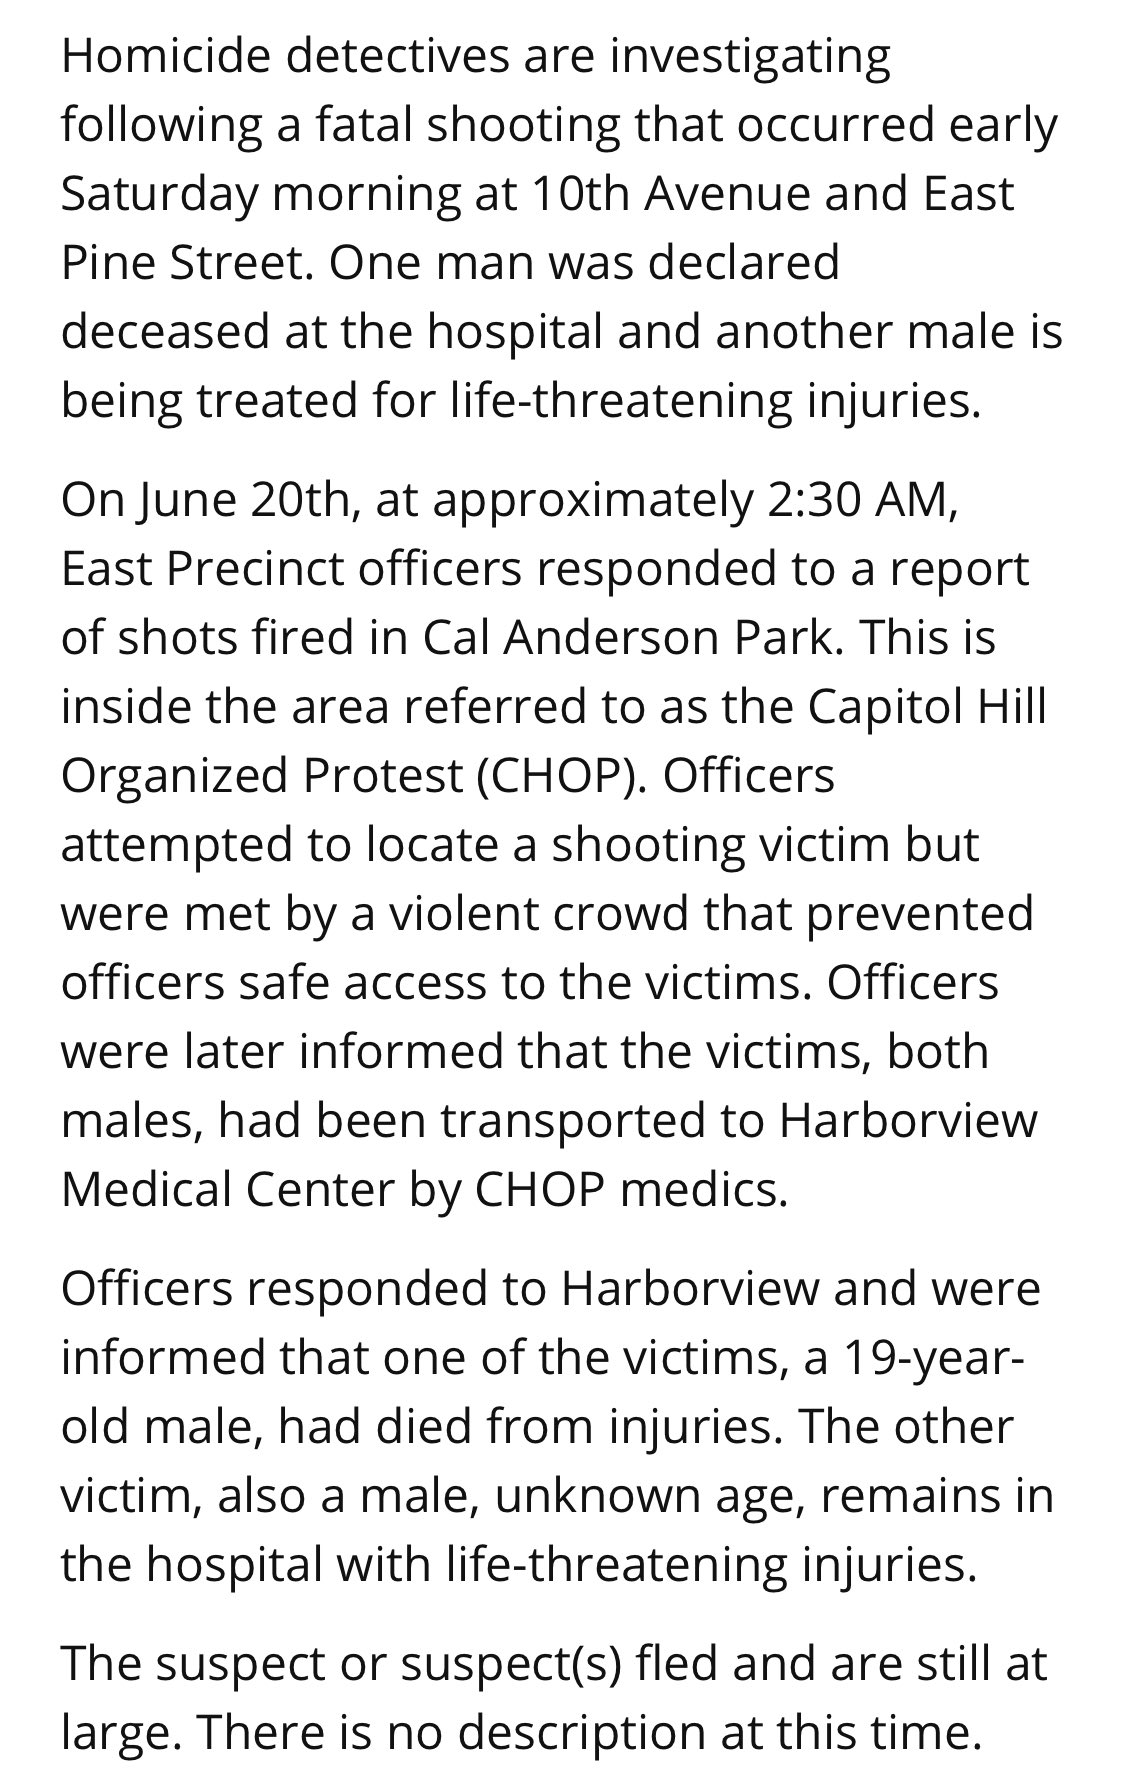 Homicide detectives are investigating
following a fatal shooting that occurred early
Saturday morning at 10th Avenue and East
Pine Street. One man was declared
deceased at the hospital and another male is
being treated for life-threatening injuries.
On June 20th, at approximately 2:30 AM,
East Precinct officers responded to a report
of shots fired in Cal Anderson Park. This is
inside the area referred to as the Capitol Hill
Organized Protest (CHOP). Officers
attempted to locate a shooting victim but
were met by a violent crowd that prevented
officers safe access to the victims. Officers
were later informed that the victims, both
males, had been transported to Harborview
Medical Center by CHOP medics.
Officers responded to Harborview and were
informed that one of the victims, a 19-year-
old male, had died from injuries. The other
victim, also a male, unknown age, remains in
the hospital with life-threatening injuries.
The suspect or suspect(s) fled and are still at
large. There is no description at this time.